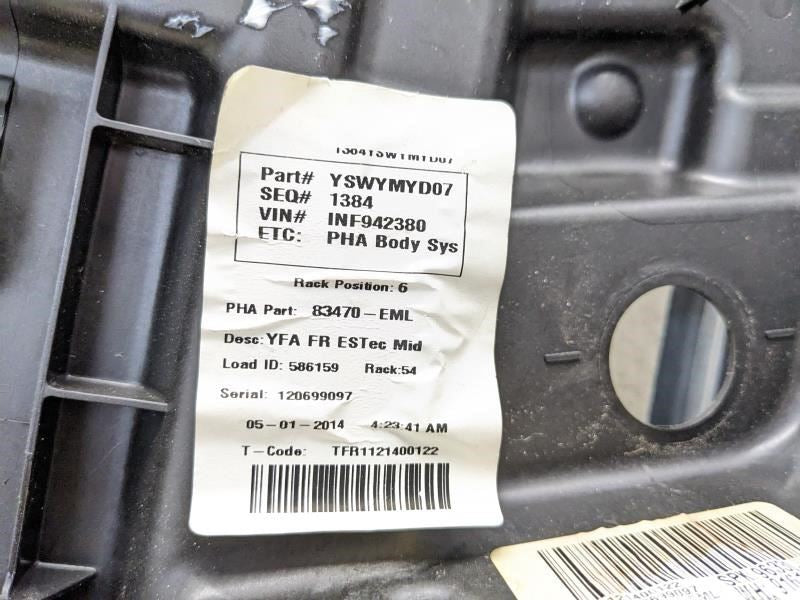 Part# YSWYMYD07
SEQ# 1384
VIN# INF942380
ETC: PHA Body Sys
Rack Position: 6
PHA Part: 83470-EML
Desc: YFA FR ESTec Mid
Load ID: 586159 Rack:54
Serial: 120699097
05-01-2014 4:23:41 AM
T-Code: TFR1121400122